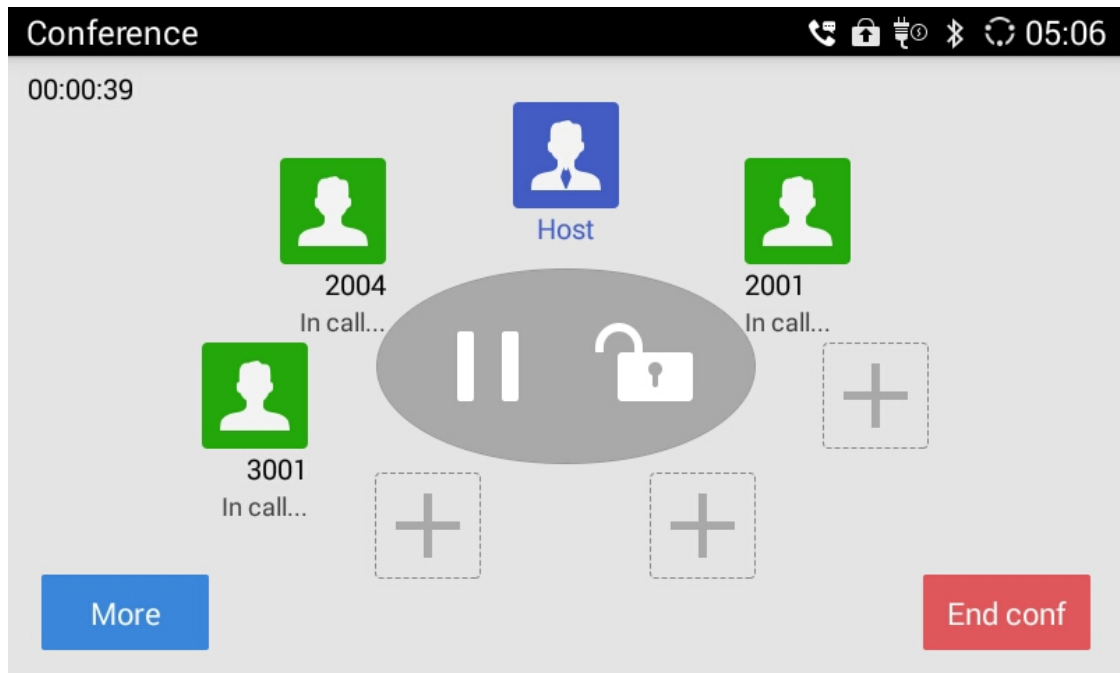 Conference
05:06
00:00:39
Host
2004
In call...
2001
In call...
3001
In call...
More
End conf